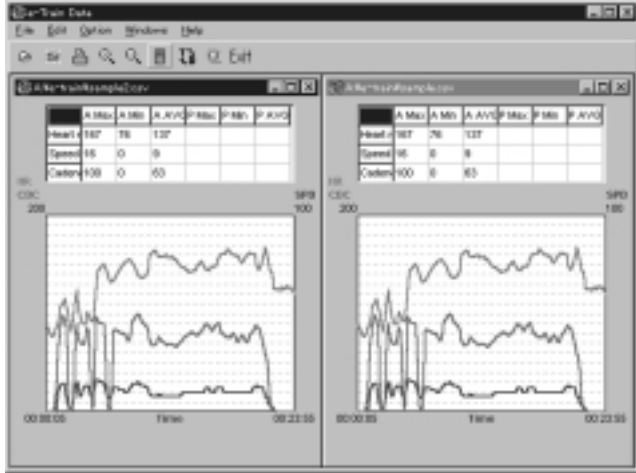 e-Train Data
File Edit Option Windows Help
Exit
A Max A Min A AVG P Max P Min P AVG
Heart r 167 76 137
Speed 16 0 9
Caden 100 0 63
HR
CDC SPD
200 100
00:00:05 Time 00:23:55
A Max A Min A AVG P Max P Min P AVG
Heart r 167 76 137
Speed 16 0 9
Caden 100 0 63
HR
CDC SPD
200 100
00:00:05 Time 00:23:55